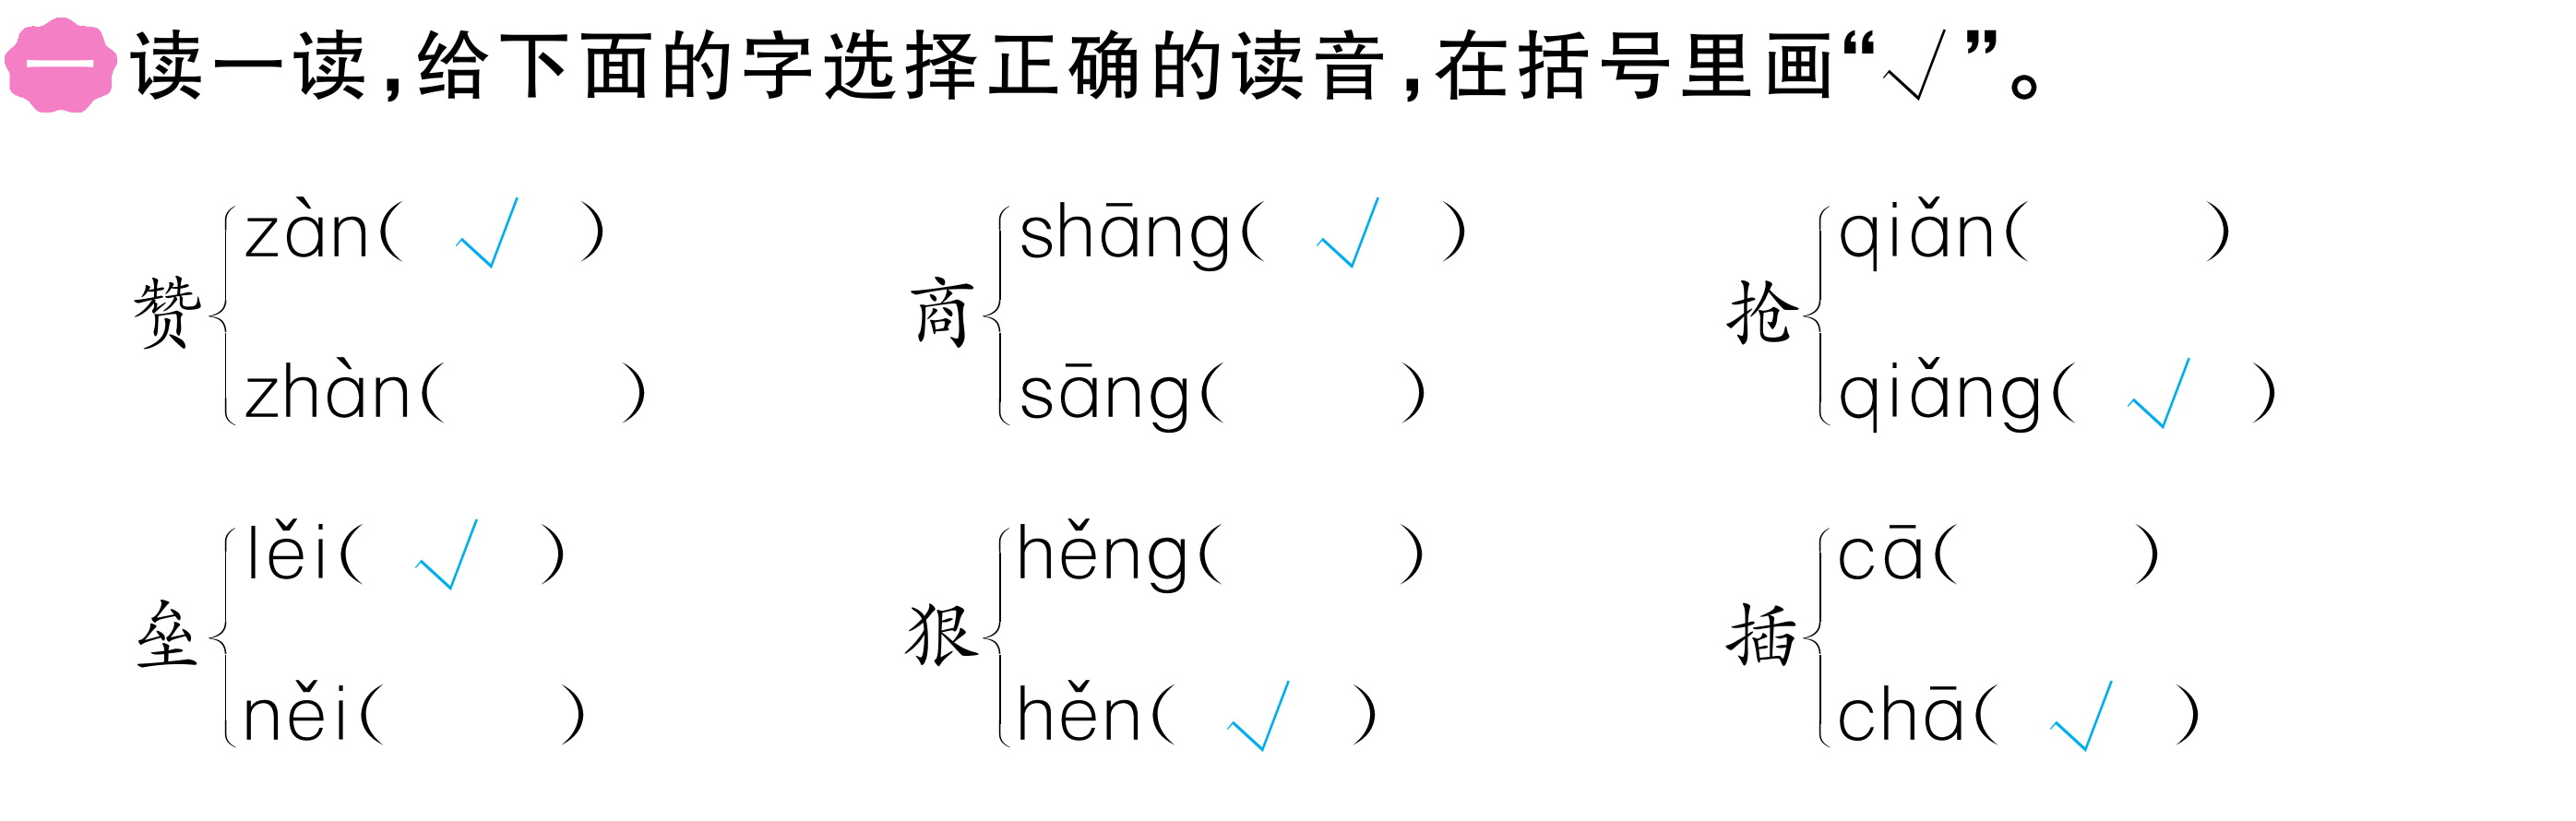 一 读一读,给下面的字选择正确的读音,在括号里画“√”。
zàn( √ ) shāng( √ ) qiǎn( )
赞 商 抢
zhàn( ) sāng( ) qiǎng( √ )
lěi( √ ) hěng( ) cā( )
垒 狠 插
něi( ) hěn( √ ) chā( √ )